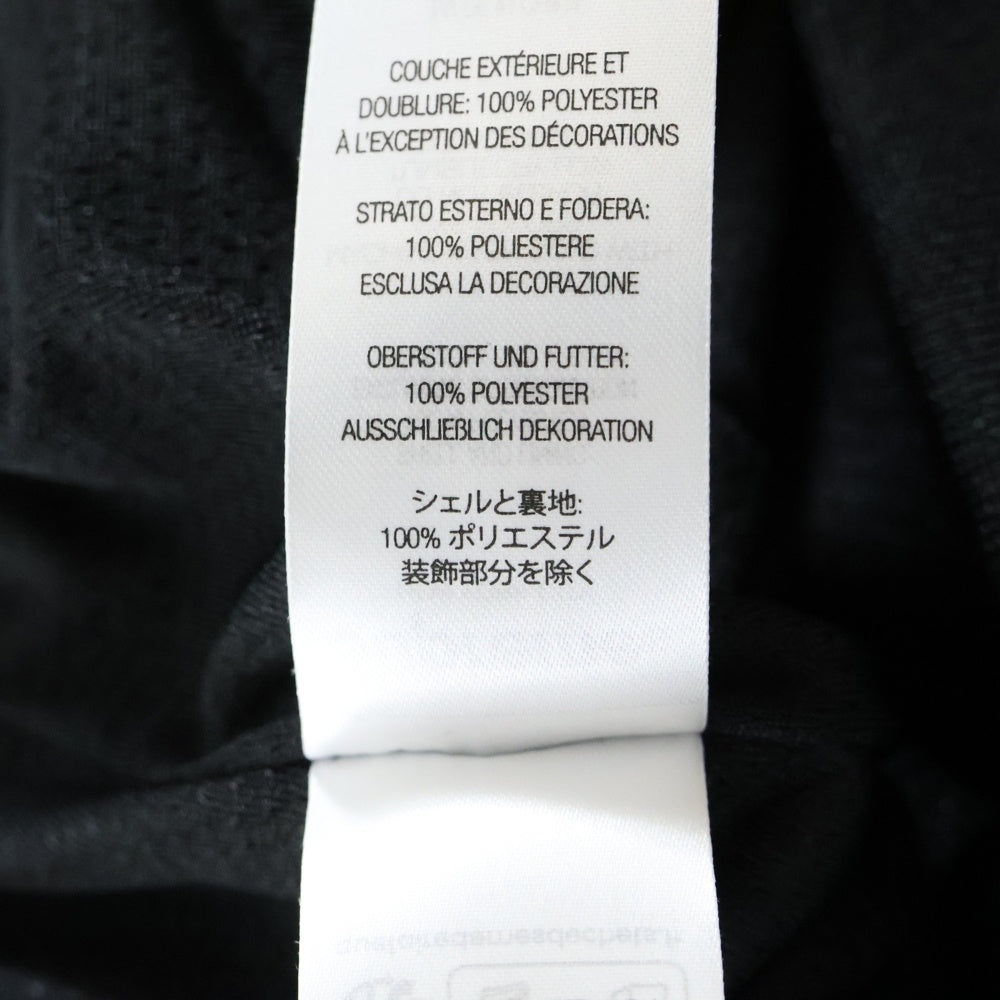 COUCHE EXTÉRIEURE ET
DOUBLURE: 100% POLYESTER
À L'EXCEPTION DES DÉCORATIONS
STRATO ESTERNO E FODERA:
100% POLIESTERE
ESCLUSA LA DECORAZIONE
OBERSTOFF UND FUTTER:
100% POLYESTER
AUSSCHLIEßLICH DEKORATION
シェルと裏地:
100% ポリエステル
装飾部分を除く
quefairedemesdechets.fr